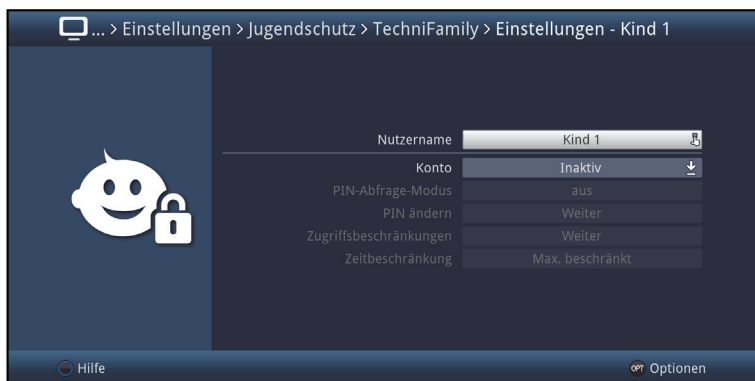 ... > Einstellungen > Jugendschutz > TechniFamily > Einstellungen - Kind 1
Nutzername Kind 1
Konto Inaktiv
PIN-Abfrage-Modus aus
PIN ändern Weiter
Zugriffsbeschränkungen Weiter
Zeitbeschränkung Max. beschränkt
Hilfe OPT Optionen